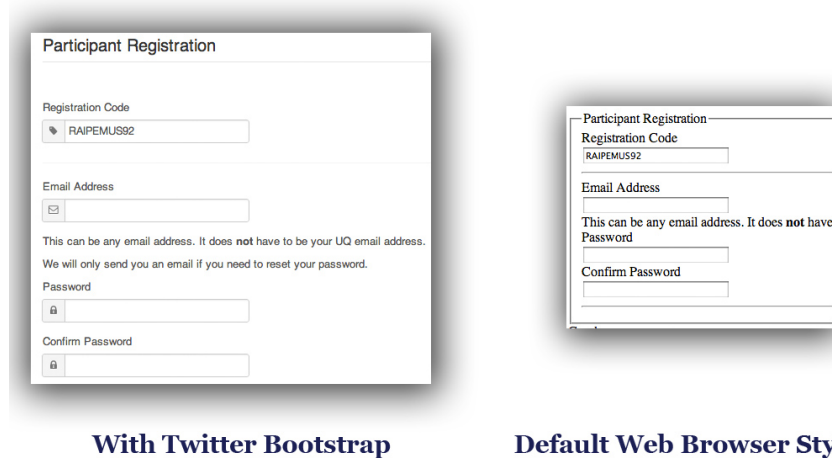 Participant Registration
Registration Code
RAIPEMUS92
Email Address
This can be any email address. It does not have to be your UQ email address.
We will only send you an email if you need to reset your password.
Password
Confirm Password
With Twitter Bootstrap
Participant Registration
Registration Code
RAIPEMUS92
Email Address
This can be any email address. It does not have
Password
Confirm Password
Default Web Browser Sty